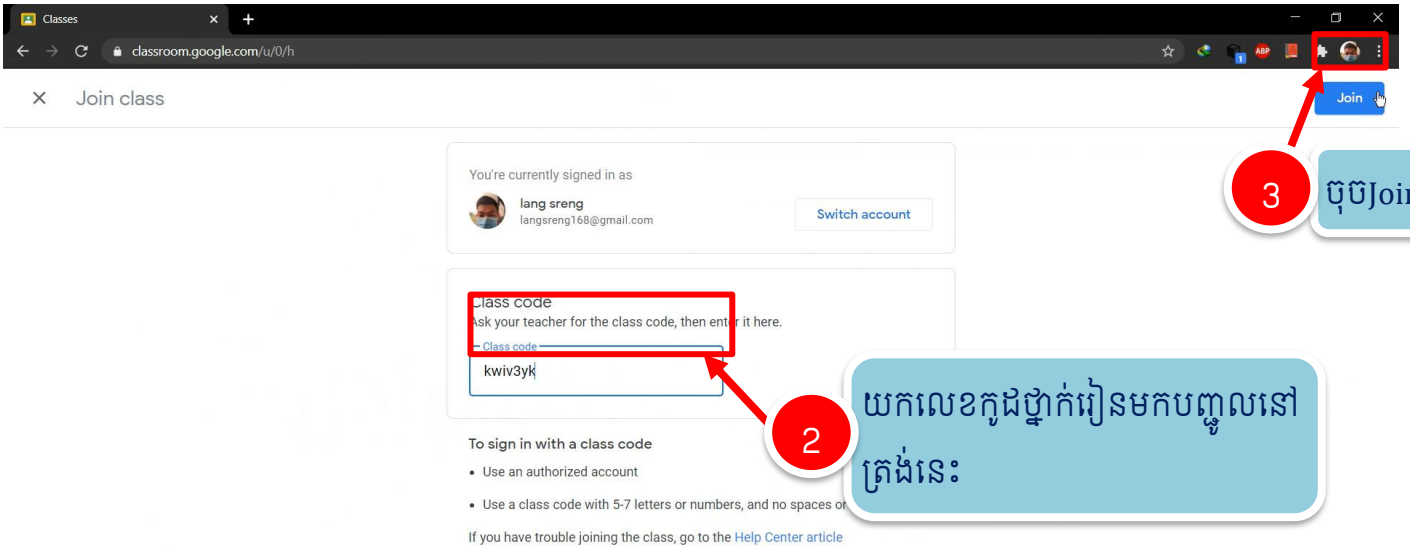 Classes
classroom.google.com/u/0/h
ABP
1
Join class
Join
You're currently signed in as
lang sreng
langsreng168@gmail.com
Switch account
3
ចុចJoin
Class code
Ask your teacher for the class code, then enter it here.
Class code
kwiv3yk
2
យកលេខកូដថ្នាក់រៀនមកបញ្ចូលនៅ
ត្រង់នេះ
To sign in with a class code
• Use an authorized account
• Use a class code with 5-7 letters or numbers, and no spaces or
If you have trouble joining the class, go to the Help Center article